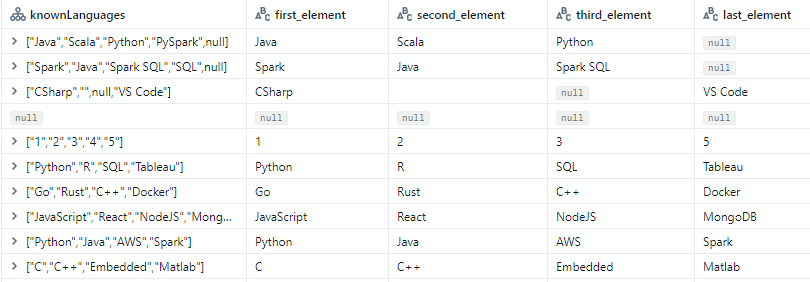 knownLanguages ABC first_element ABC second_element ABC third_element ABC last_element
["Java","Scala","Python","PySpark",null] Java Scala Python null
["Spark","Java","Spark SQL","SQL",null] Spark Java Spark SQL null
["CSharp","",null,"VS Code"] CSharp null VS Code
null null null null null
["1","2","3","4","5"] 1 2 3 5
["Python","R","SQL","Tableau"] Python R SQL Tableau
["Go","Rust","C++","Docker"] Go Rust C++ Docker
["JavaScript","React","NodeJS","Mong... JavaScript React NodeJS MongoDB
["Python","Java","AWS","Spark"] Python Java AWS Spark
["C","C++","Embedded","Matlab"] C C++ Embedded Matlab